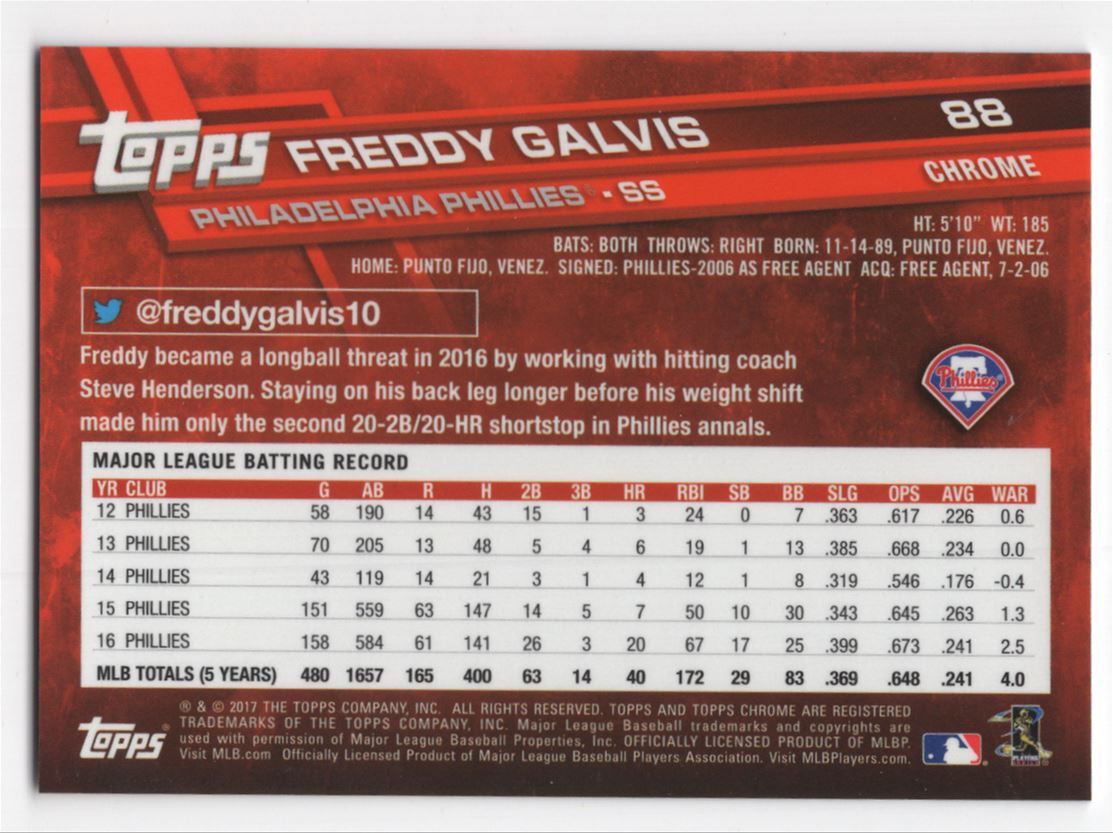 topps FREDDY GALVIS 88
PHILADELPHIA PHILLIES® - SS CHROME
HT: 5'10" WT: 185
BATS: BOTH THROWS: RIGHT BORN: 11-14-89, PUNTO FIJO, VENEZ.
HOME: PUNTO FIJO, VENEZ. SIGNED: PHILLIES-2006 AS FREE AGENT ACQ: FREE AGENT, 7-2-06
@freddygalvis10
Freddy became a longball threat in 2016 by working with hitting coach
Steve Henderson. Staying on his back leg longer before his weight shift
made him only the second 20-2B/20-HR shortstop in Phillies annals.
Phillies
MAJOR LEAGUE BATTING RECORD
YR CLUB G AB R H 2B 3B HR RBI SB BB SLG OPS AVG WAR
12 PHILLIES 58 190 14 43 15 1 3 24 0 7 .363 .617 .226 0.6
13 PHILLIES 70 205 13 48 5 4 6 19 1 13 .385 .668 .234 0.0
14 PHILLIES 43 119 14 21 3 1 4 12 1 8 .319 .546 .176 -0.4
15 PHILLIES 151 559 63 147 14 5 7 50 10 30 .343 .645 .263 1.3
16 PHILLIES 158 584 61 141 26 3 20 67 17 25 .399 .673 .241 2.5
MLB TOTALS (5 YEARS) 480 1657 165 400 63 14 40 172 29 83 .369 .648 .241 4.0
topps®
® & © 2017 THE TOPPS COMPANY, INC. ALL RIGHTS RESERVED. TOPPS AND TOPPS CHROME ARE REGISTERED
TRADEMARKS OF THE TOPPS COMPANY, INC. Major League Baseball trademarks and copyrights are
used with permission of Major League Baseball Properties, Inc. OFFICIALLY LICENSED PRODUCT OF MLBP.
Visit MLB.com Officially Licensed Product of Major League Baseball Players Association. Visit MLBPlayers.com.